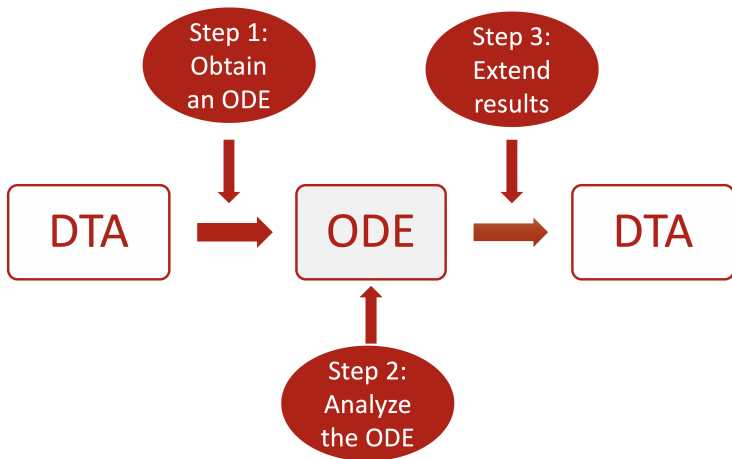 Step 1:
Obtain
an ODE
Step 3:
Extend
results
DTA
ODE
DTA
Step 2:
Analyze
the ODE